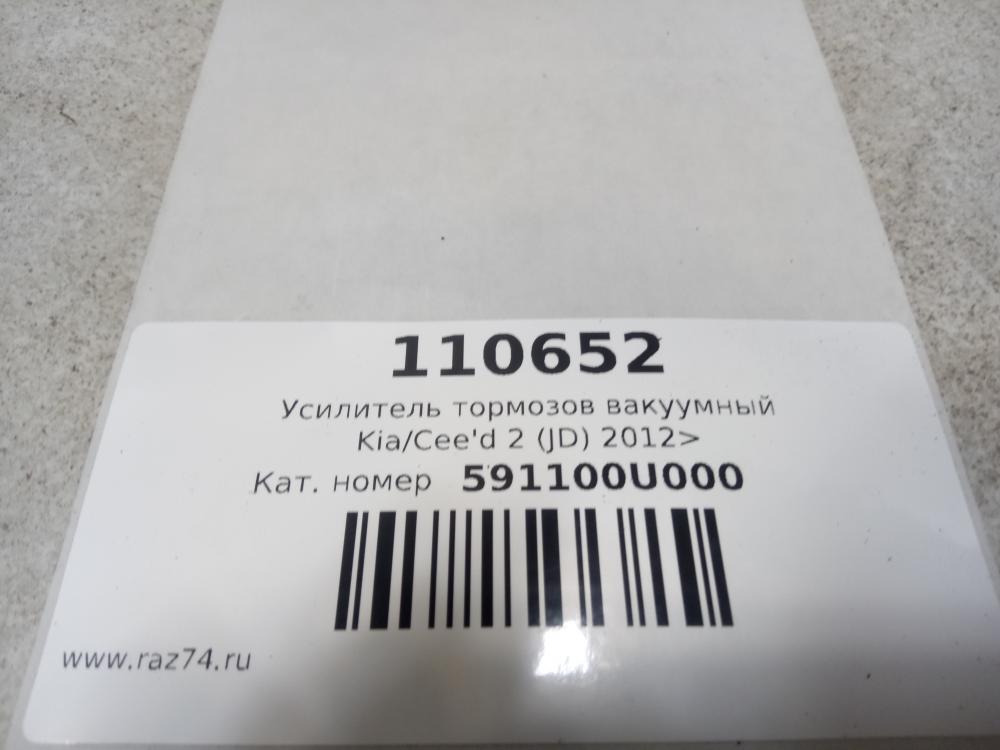 110652
Усилитель тормозов вакуумный
Kia/Cee'd 2 (JD) 2012>
Кат. номер 591100U000
www.raz74.ru